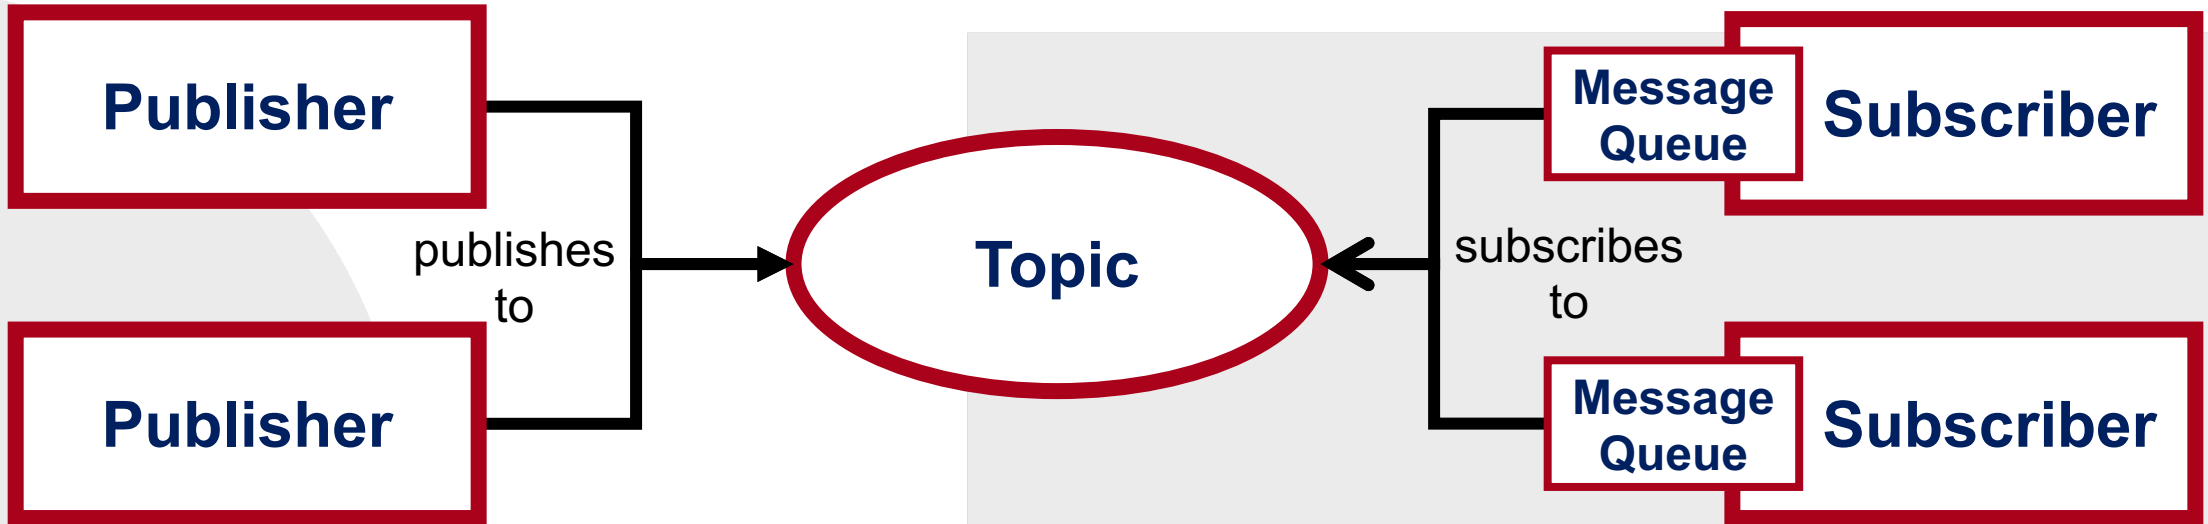 Publisher
publishes
to
Publisher
Topic
Message
Queue
Subscriber
subscribes
to
Message
Queue
Subscriber